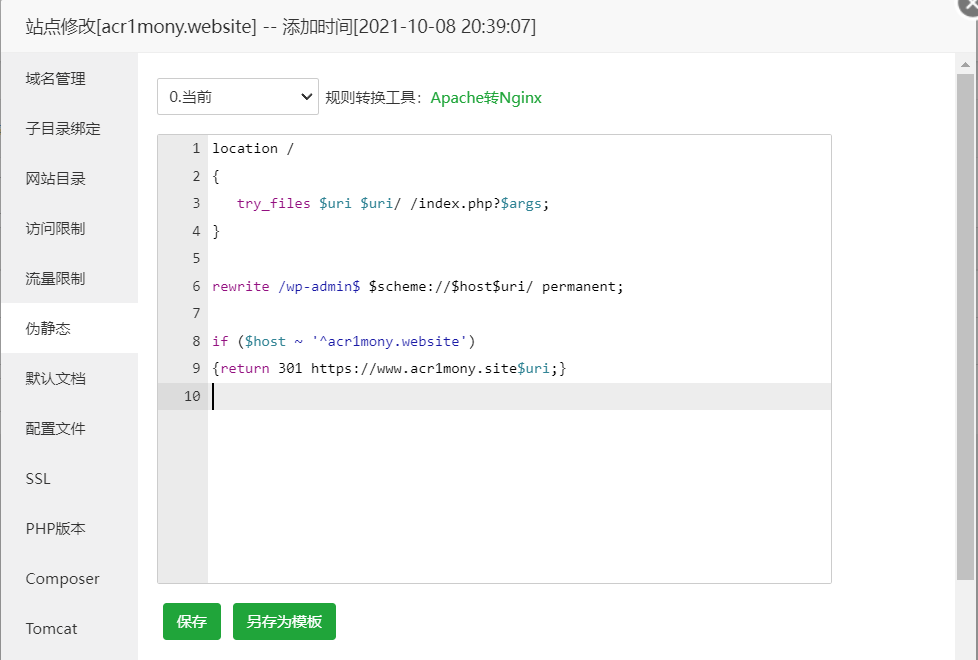 站点修改[acr1mony.website] -- 添加时间[2021-10-08 20:39:07]
域名管理
子目录绑定
网站目录
访问限制
流量限制
伪静态
默认文档
配置文件
SSL
PHP版本
Composer
Tomcat
0.当前 规则转换工具：Apache转Nginx
1 location /
2 {
3 try_files $uri $uri/ /index.php?$args;
4 }
5
6 rewrite /wp-admin$ $scheme://$host$uri/ permanent;
7
8 if ($host ~ '^acr1mony.website')
9 {return 301 https://www.acr1mony.site$uri;}
10
保存 另存为模板